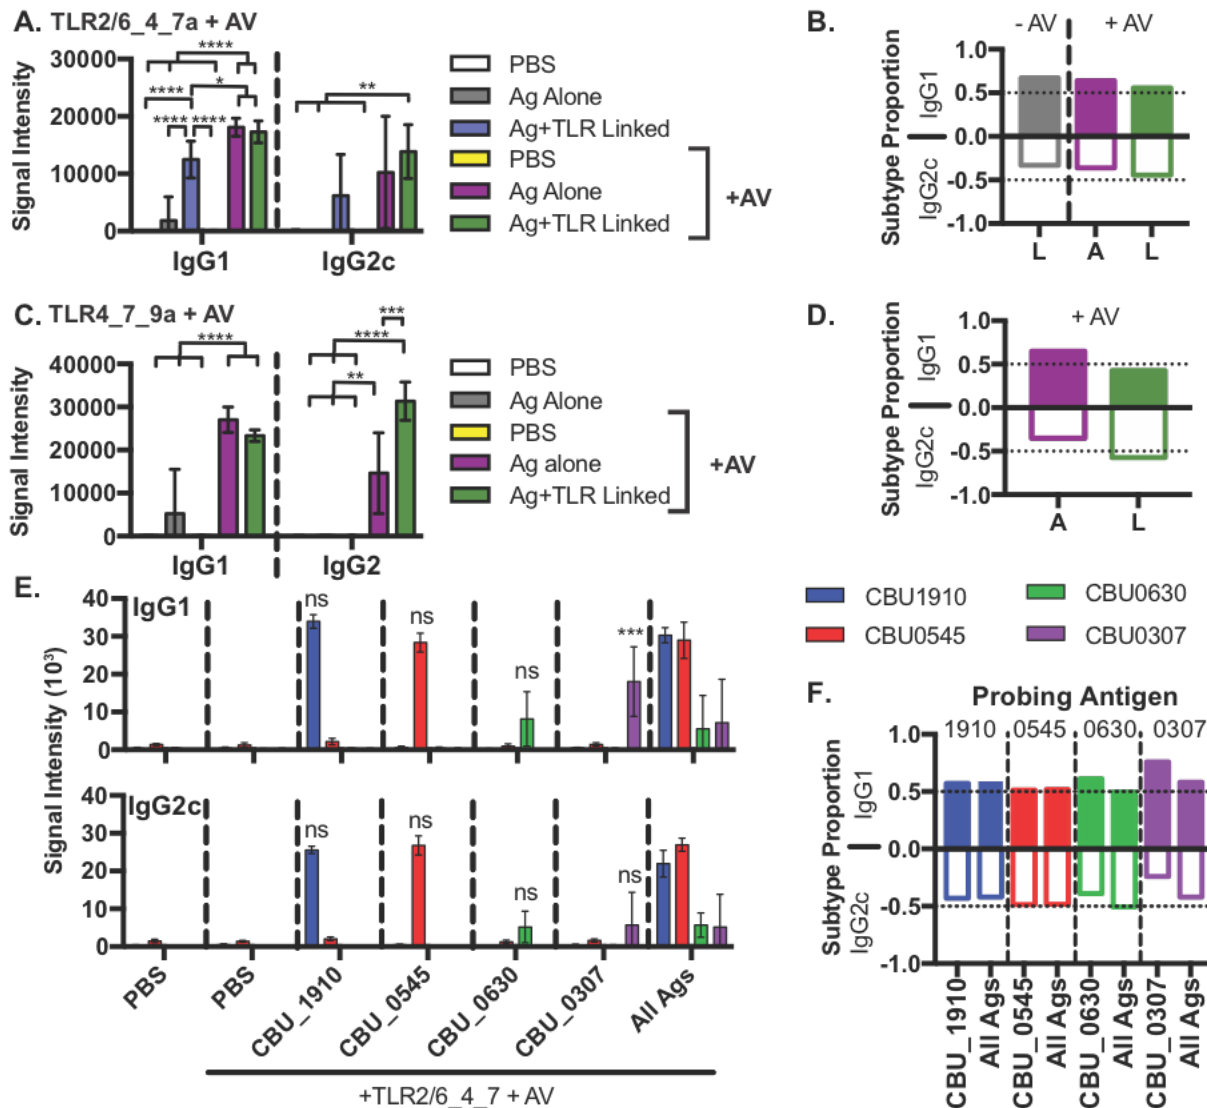 A. TLR2/6_4_7a + AV
Signal Intensity
30000
20000
10000
0
**** 
*
****
**** ****
**
IgG1
IgG2c
PBS
Ag Alone
Ag+TLR Linked
PBS
Ag Alone
Ag+TLR Linked
+AV
B.
- AV
+ AV
Subtype Proportion
IgG2c IgG1
1.0
0.5
0.0
-0.5
-1.0
L
A
L
C. TLR4_7_9a + AV
Signal Intensity
40000
30000
20000
10000
0
****
***
****
**
IgG1
IgG2
PBS
Ag Alone
PBS
Ag alone
Ag+TLR Linked
+AV
D.
+ AV
Subtype Proportion
IgG2c IgG1
1.0
0.5
0.0
-0.5
-1.0
A
L
E.
Signal Intensity (10³)
IgG1
40
30
20
10
0
ns
ns
ns
***
IgG2c
40
30
20
10
0
ns
ns
ns
ns
PBS
PBS
CBU_1910
CBU_0545
CBU_0630
CBU_0307
All Ags
+TLR2/6_4_7 + AV
CBU1910
CBU0545
CBU0630
CBU0307
F.
Probing Antigen
1910 0545 0630 0307
Subtype Proportion
IgG2c IgG1
1.0
0.5
0.0
-0.5
-1.0
CBU_1910
All Ags
CBU_0545
All Ags
CBU_0630
All Ags
CBU_0307
All Ags